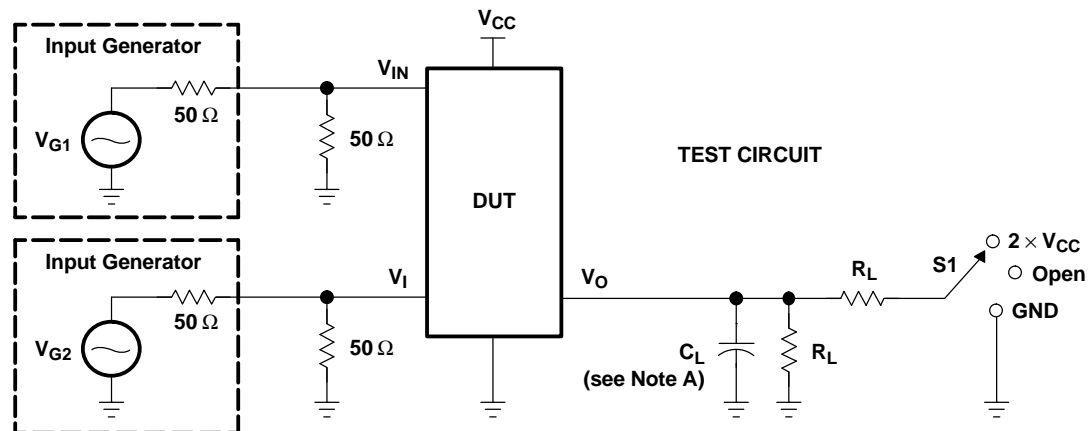 Input Generator
V_CC
V_IN
50 Ω
V_G1
50 Ω
TEST CIRCUIT
DUT
Input Generator
V_I
V_O
50 Ω
V_G2
50 Ω
C_L
(see Note A)
R_L
R_L
S1
2 × V_CC
Open
GND